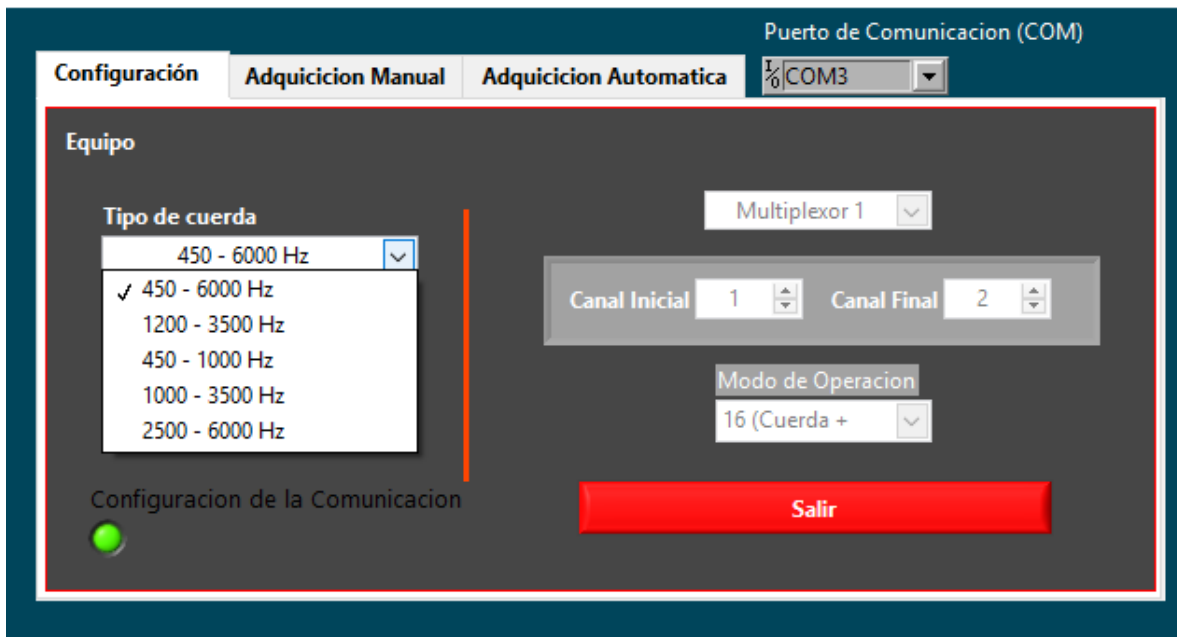 Puerto de Comunicacion (COM)
Configuración
Adquicicion Manual
Adquicicion Automatica
I/O COM3
Equipo
Tipo de cuerda
450 - 6000 Hz
✓ 450 - 6000 Hz
1200 - 3500 Hz
450 - 1000 Hz
1000 - 3500 Hz
2500 - 6000 Hz
Configuracion de la Comunicacion
Multiplexor 1
Canal Inicial 1 Canal Final 2
Modo de Operacion
16 (Cuerda +
Salir